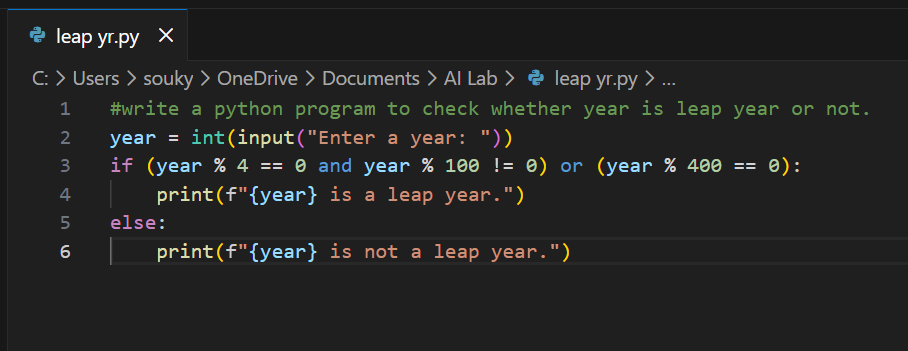 leap yr.py
C: > Users > souky > OneDrive > Documents > AI Lab > leap yr.py > ...
1 #write a python program to check whether year is leap year or not.
2 year = int(input("Enter a year: "))
3 if (year % 4 == 0 and year % 100 != 0) or (year % 400 == 0):
4     print(f"{year} is a leap year.")
5 else:
6     print(f"{year} is not a leap year.")